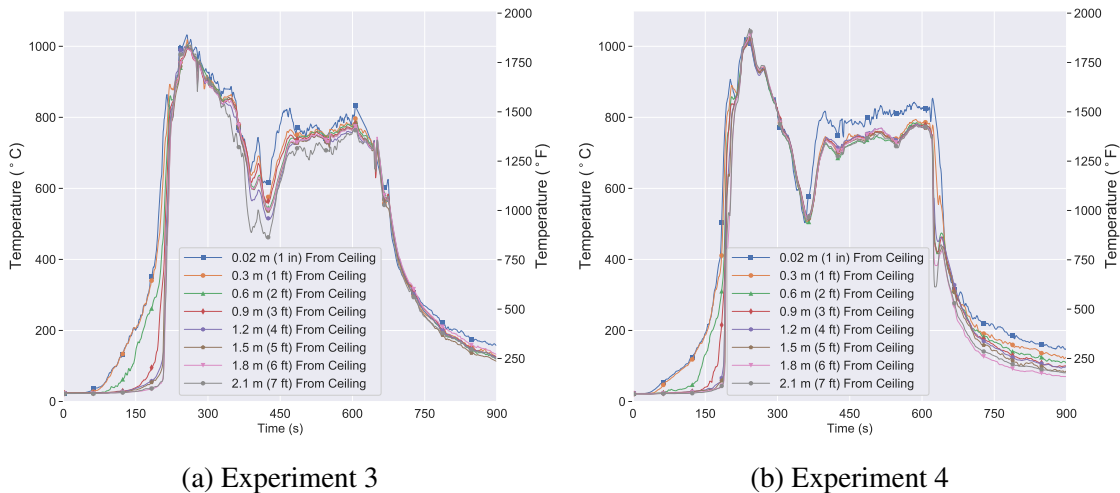 2000
1000
1750
800
1500
1250
600
1000
400
750
500
200
250
0
0 150 300 450 600 750 900
Time (s)
Temperature ( ° C)
Temperature ( ° F)
0.02 m (1 in) From Ceiling
0.3 m (1 ft) From Ceiling
0.6 m (2 ft) From Ceiling
0.9 m (3 ft) From Ceiling
1.2 m (4 ft) From Ceiling
1.5 m (5 ft) From Ceiling
1.8 m (6 ft) From Ceiling
2.1 m (7 ft) From Ceiling
(a) Experiment 3
2000
1000
1750
800
1500
1250
600
1000
400
750
500
200
250
0
0 150 300 450 600 750 900
Time (s)
Temperature ( ° C)
Temperature ( ° F)
0.02 m (1 in) From Ceiling
0.3 m (1 ft) From Ceiling
0.6 m (2 ft) From Ceiling
0.9 m (3 ft) From Ceiling
1.2 m (4 ft) From Ceiling
1.5 m (5 ft) From Ceiling
1.8 m (6 ft) From Ceiling
2.1 m (7 ft) From Ceiling
(b) Experiment 4